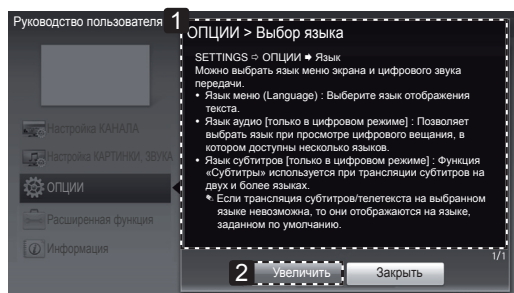 Руководство пользователя
1
ОПЦИИ > Выбор языка
SETTINGS ⇨ ОПЦИИ ➡ Язык
Можно выбрать язык меню экрана и цифрового звука
передачи.
• Язык меню (Language) : Выберите язык отображения
текста.
• Язык аудио [только в цифровом режиме] : Позволяет
выбрать язык при просмотре цифрового вещания, в
котором доступны несколько языков.
• Язык субтитров [только в цифровом режиме] : Функция
«Субтитры» используется при трансляции субтитров на
двух и более языках.
✎ Если трансляция субтитров/телетекста на выбранном
языке невозможна, то они отображаются на языке,
заданном по умолчанию.
Настройка КАНАЛА
Настройка КАРТИНКИ, ЗВУКА
ОПЦИИ
Расширенная функция
Информация
1/1
2
Увеличить
Закрыть